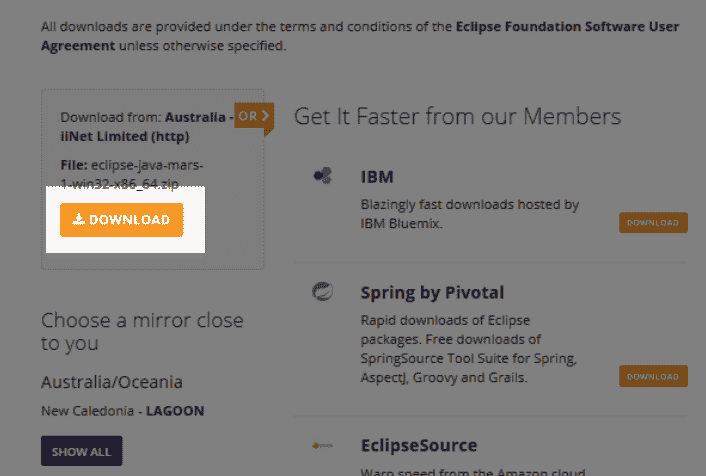 All downloads are provided under the terms and conditions of the Eclipse Foundation Software User
Agreement unless otherwise specified.
Download from: Australia -
iiNet Limited (http)
OR
File: eclipse-java-mars-
1-win32-x86_64.zip
DOWNLOAD
Choose a mirror close
to you
Australia/Oceania
New Caledonia - LAGOON
SHOW ALL
Get It Faster from our Members
IBM
Blazingly fast downloads hosted by
IBM Bluemix.
DOWNLOAD
Spring by Pivotal
Rapid downloads of Eclipse
packages. Free downloads of
SpringSource Tool Suite for Spring,
AspectJ, Groovy and Grails.
DOWNLOAD
EclipseSource
Warp speed from the Amazon cloud